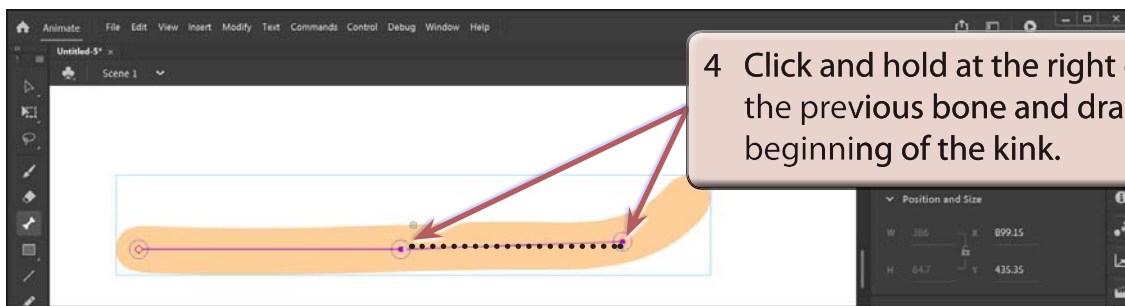 Animate File Edit View Insert Modify Text Commands Control Debug Window Help
Untitled-5* ×
Scene 1
4 Click and hold at the right
the previous bone and dra
beginning of the kink.
Position and Size
W 386 X 899.15
H 64.7 Y 435.35